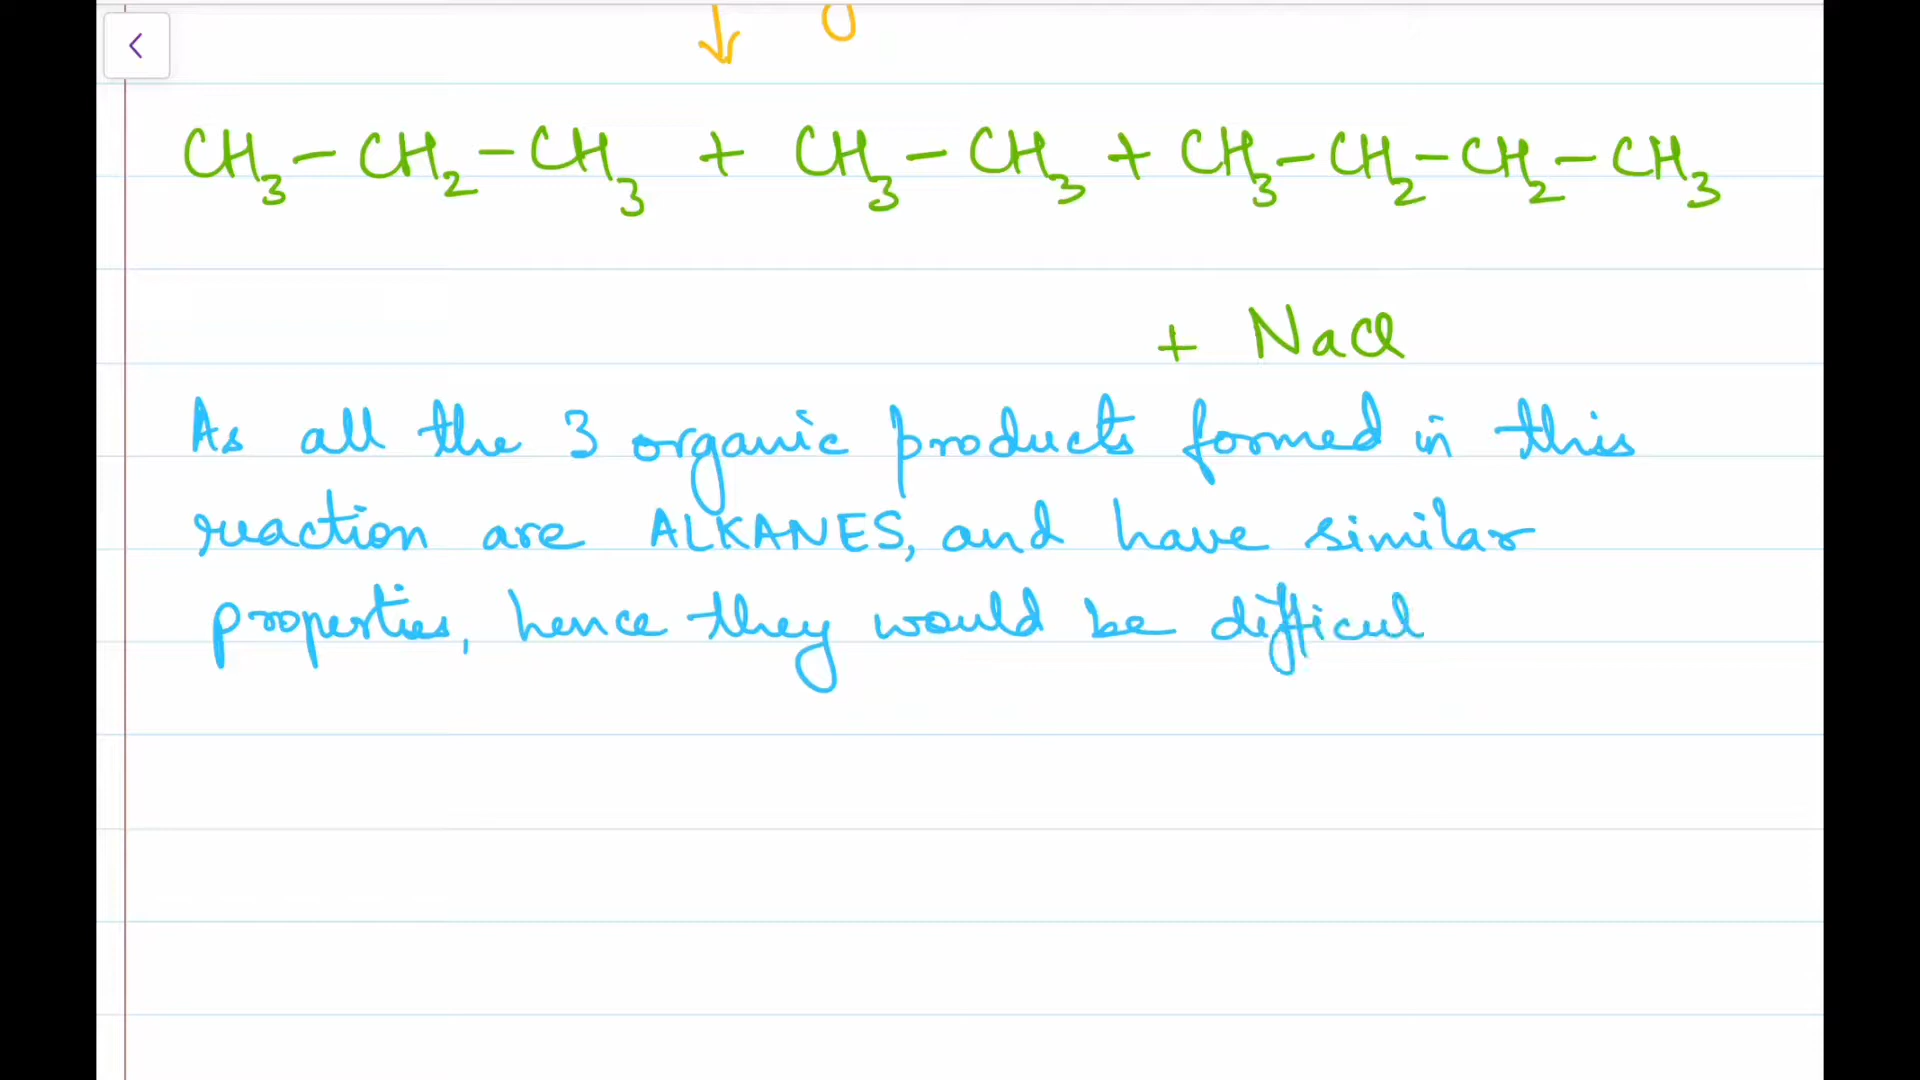 CH₃ – CH₂ – CH₃ + CH₃ – CH₃ + CH₃ – CH₂ – CH₂ – CH₃
+ NaCl
As all the 3 organic products formed in this
reaction are ALKANES, and have similar
properties, hence they would be difficul